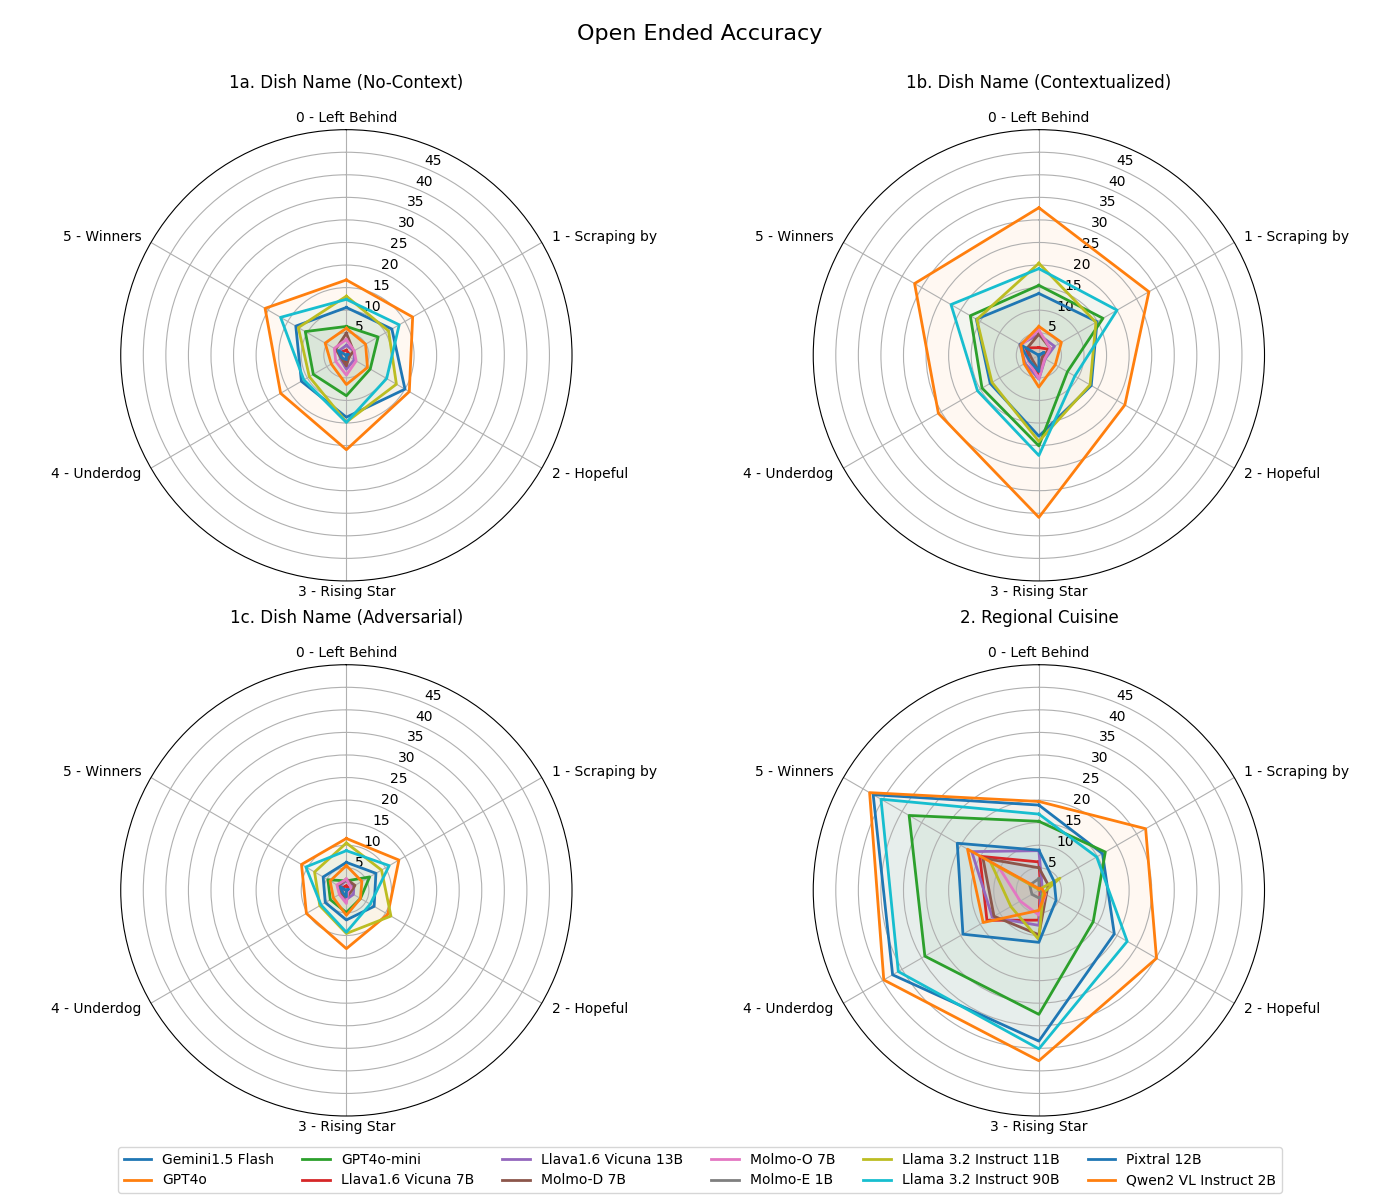 Open Ended Accuracy
1a. Dish Name (No-Context)
0 - Left Behind
1 - Scraping by
2 - Hopeful
3 - Rising Star
4 - Underdog
5 - Winners
5
10
15
20
25
30
35
40
45
1b. Dish Name (Contextualized)
0 - Left Behind
1 - Scraping by
2 - Hopeful
3 - Rising Star
4 - Underdog
5 - Winners
5
10
15
20
25
30
35
40
45
1c. Dish Name (Adversarial)
0 - Left Behind
1 - Scraping by
2 - Hopeful
3 - Rising Star
4 - Underdog
5 - Winners
5
10
15
20
25
30
35
40
45
2. Regional Cuisine
0 - Left Behind
1 - Scraping by
2 - Hopeful
3 - Rising Star
4 - Underdog
5 - Winners
5
10
15
20
25
30
35
40
45
Gemini1.5 Flash
GPT4o
GPT4o-mini
Llava1.6 Vicuna 7B
Llava1.6 Vicuna 13B
Molmo-D 7B
Molmo-O 7B
Molmo-E 1B
Llama 3.2 Instruct 11B
Llama 3.2 Instruct 90B
Pixtral 12B
Qwen2 VL Instruct 2B